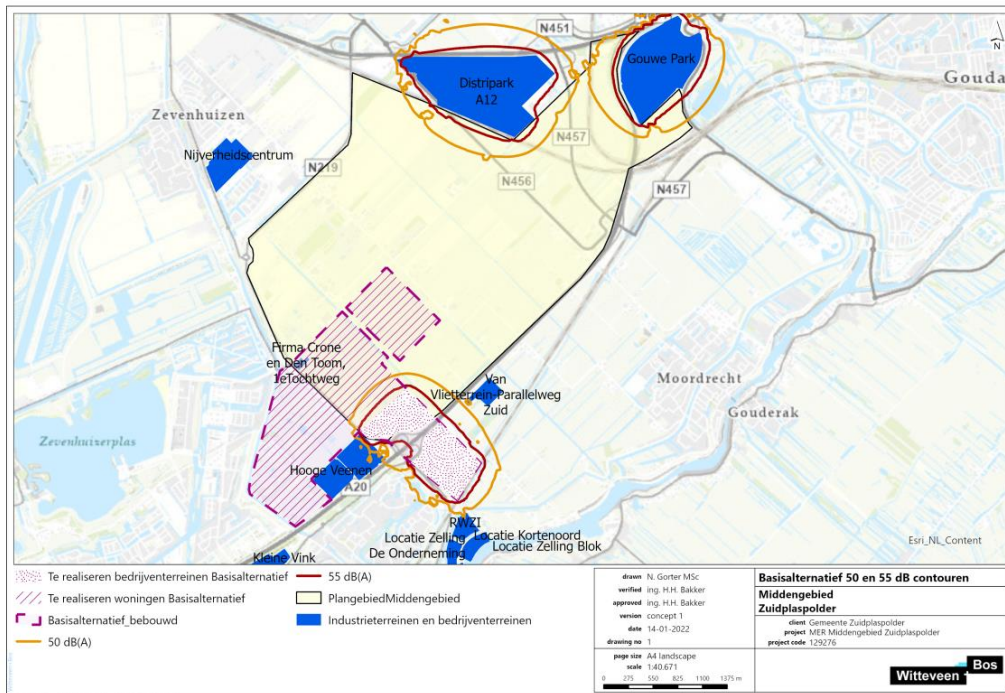 N451
Gouwe Park
Gouda
Distripark
A12
Zevenhuizen
Nijverheidscentrum
N219
N457
N456
N457
N
Firma Crone
en Den Toom,
1eTochtweg
Van
Vlietterrein-Parallelweg
Zuid
Moordrecht
Gouderak
Zevenhuizerplas
Hooge Veenen
A20
RWZI
Locatie Zelling
Locatie Kortenoord
De Onderneming
Locatie Zelling Blok
Kleine Vink
Esri_NL_Content
Te realiseren bedrijventerreinen Basisalternatief
Te realiseren woningen Basisalternatief
Basisalternatief_bebouwd
50 dB(A)
55 dB(A)
PlangebiedMiddengebied
Industrieterreinen en bedrijventerreinen
drawn N. Gorter MSc
verified ing. H.H. Bakker
approved ing. H.H. Bakker
version concept 1
date 14-01-2022
drawing no 1
page size A4 landscape
scale 1:40.671
0 275 550 825 1100 1375 m
Basisalternatief 50 en 55 dB contouren
Middengebied
Zuidplaspolder
client Gemeente Zuidplaspolder
project MER Middengebied Zuidplaspolder
project code 129276
Witteveen Bos